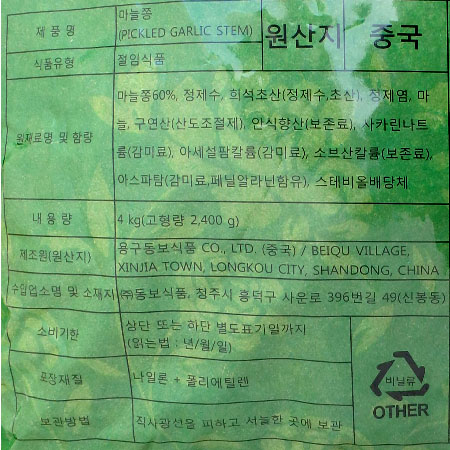 제 품 명
마늘쫑
(PICKLED GARLIC STEM)
원산지
중국
식품유형
절임식품
원재료명 및 함량
마늘쫑60%, 정제수, 희석초산(정제수,초산), 정제염, 마
늘, 구연산(산도조절제), 안식향산(보존료), 사카린나트
륨(감미료), 아세설팜칼륨(감미료), 소브산칼륨(보존료),
아스파탐(감미료,페닐알라닌함유), 스테비올배당체
내 용 량
4 kg(고형량 2,400 g)
제조원(원산지)
용구동보식품 CO., LTD. (중국) / BEIQU VILLAGE,
XINJIA TOWN, LONGKOU CITY, SHANDONG, CHINA
수입업소명 및 소재지
㈜동보식품, 청주시 흥덕구 사운로 396번길 49(신봉동)
소비기한
상단 또는 하단 별도표기일까지
(읽는법 : 년/월/일)
포장재질
나일론 + 폴리에틸렌
비닐류
OTHER
보관방법
직사광선을 피하고 서늘한 곳에 보관